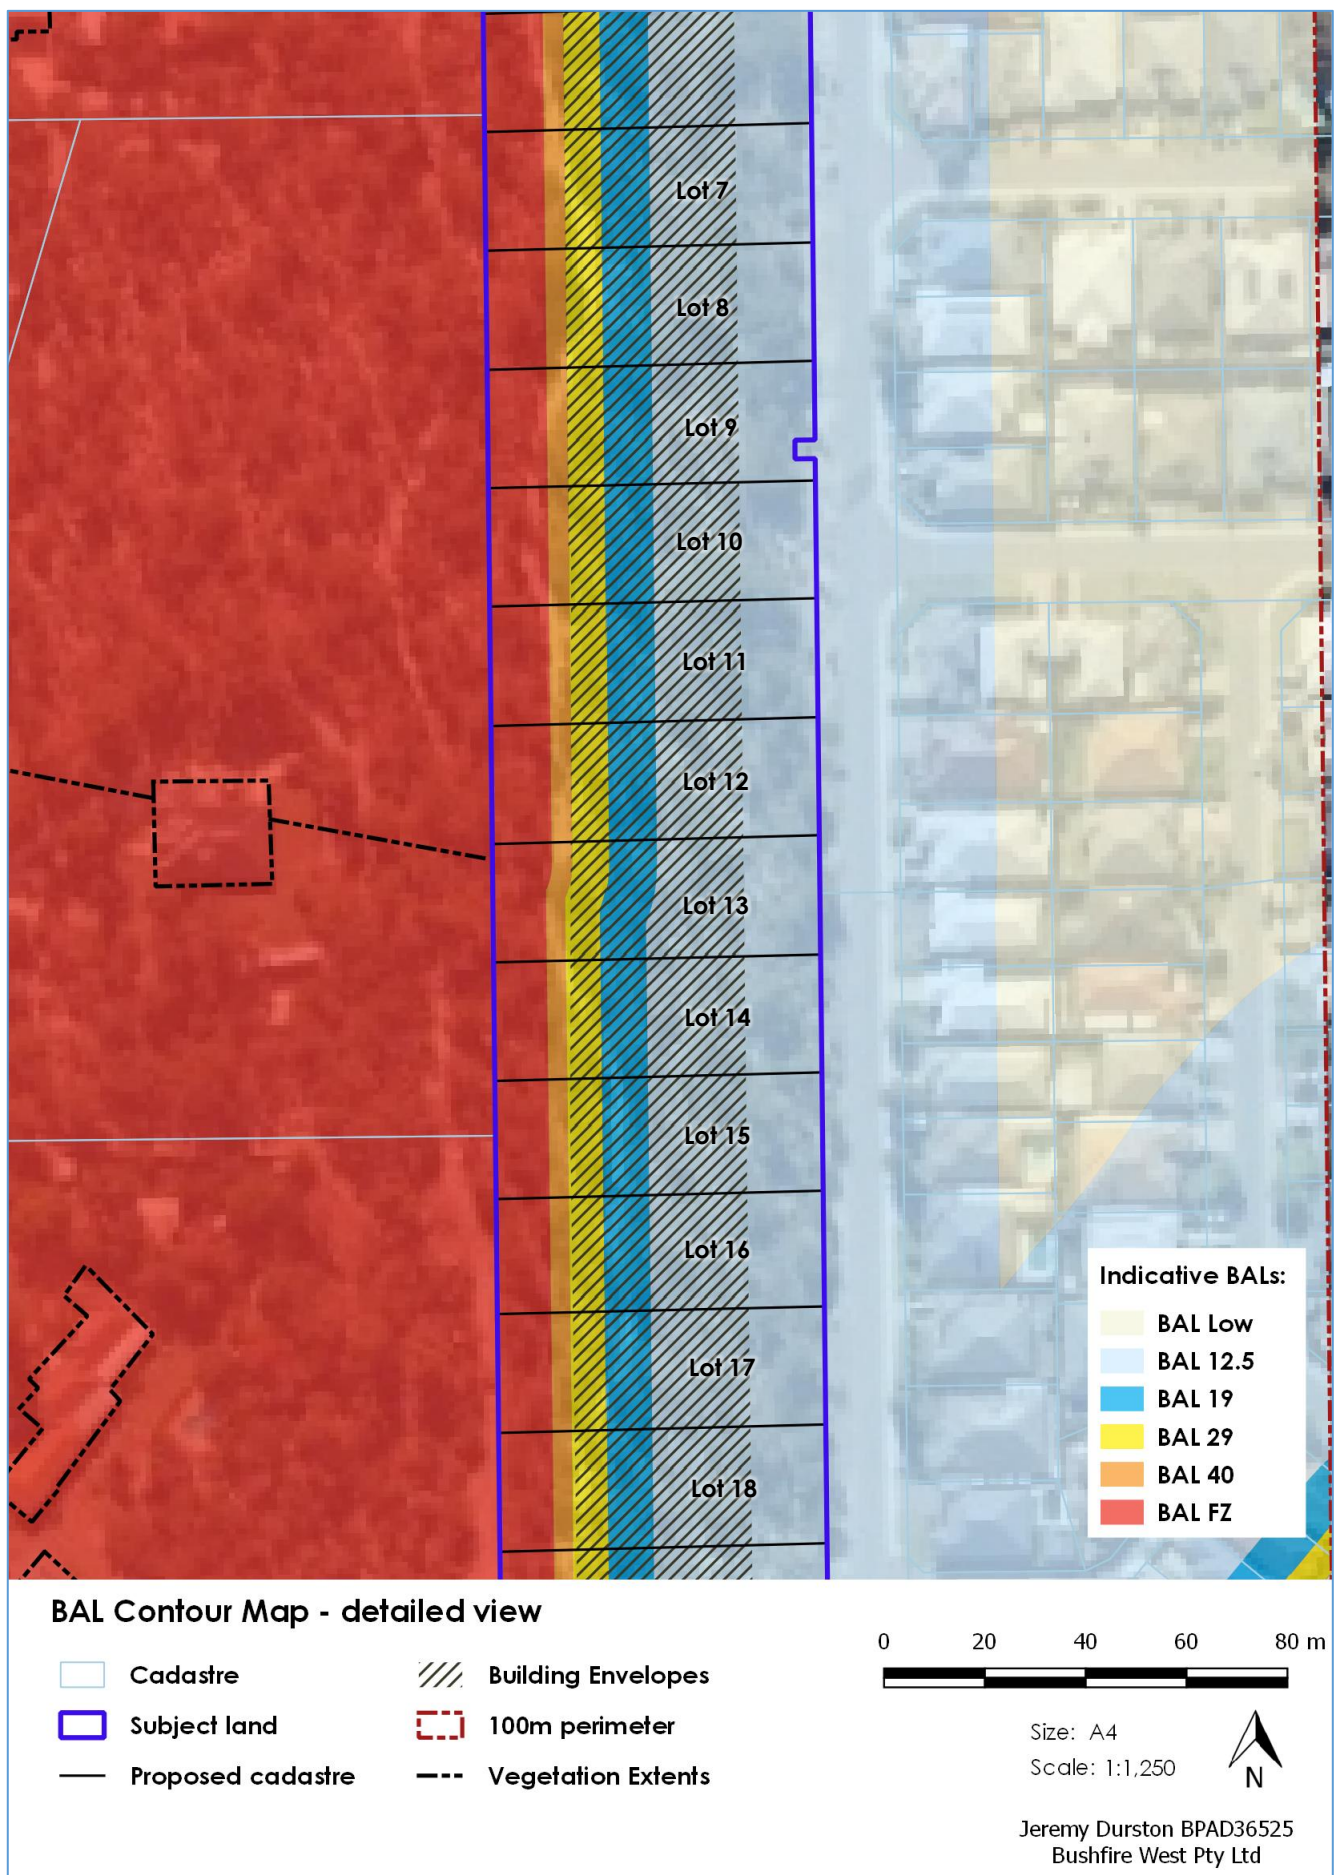 Lot 7
Lot 8
Lot 9
Lot 10
Lot 11
Lot 12
Lot 13
Lot 14
Lot 15
Lot 16
Lot 17
Lot 18
Indicative BALs:
BAL Low
BAL 12.5
BAL 19
BAL 29
BAL 40
BAL FZ
BAL Contour Map - detailed view
Cadastre
Subject land
Proposed cadastre
Building Envelopes
100m perimeter
Vegetation Extents
0 20 40 60 80 m
Size: A4
Scale: 1:1,250
N
Jeremy Durston BPAD36525
Bushfire West Pty Ltd